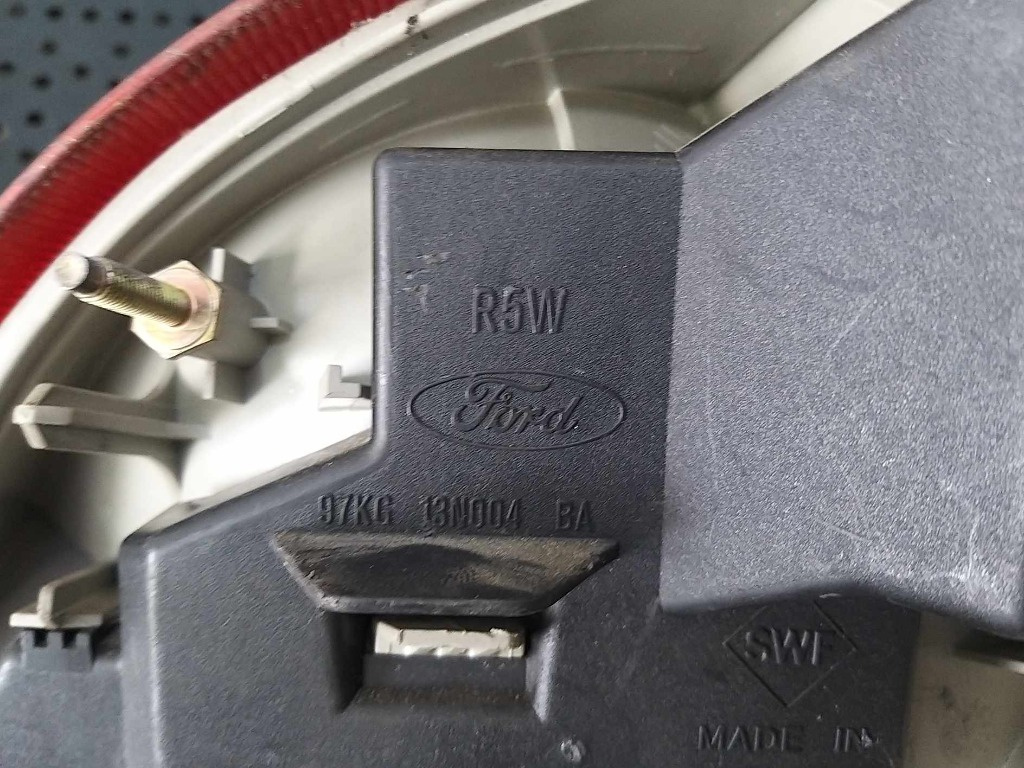 R5W
Ford
97KG 13N004 BA
SWF
MADE IN